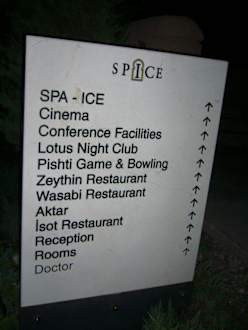 SPICE
SPA - ICE
Cinema
Conference Facilities
Lotus Night Club
Pishti Game & Bowling
Zeythin Restaurant
Wasabi Restaurant
Aktar
İsot Restaurant
Reception
Rooms
Doctor